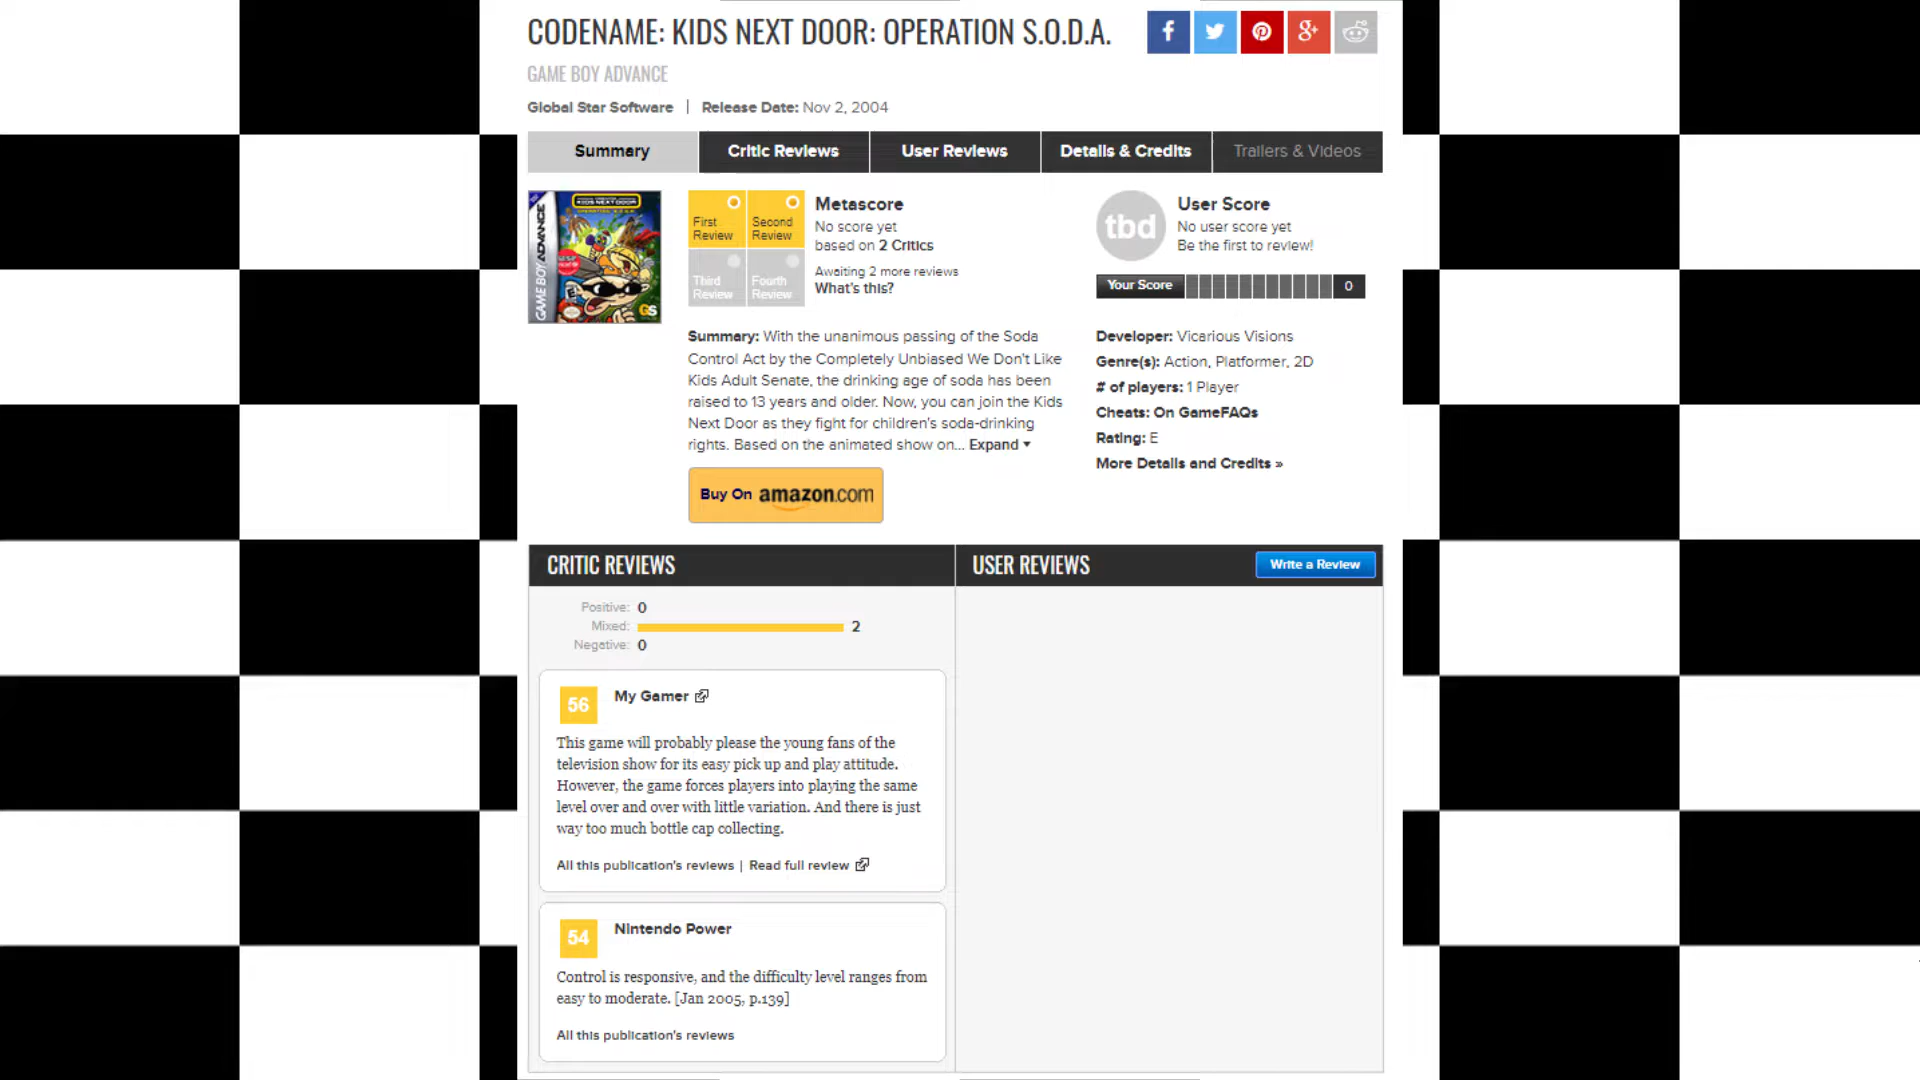 CODENAME: KIDS NEXT DOOR: OPERATION S.O.D.A.
GAME BOY ADVANCE
Global Star Software | Release Date: Nov 2, 2004
Summary Critic Reviews User Reviews Details & Credits Trailers & Videos
GAME BOY ADVANCE
KIDS NEXT DOOR
E
GS
First Review
Second Review
Third Review
Fourth Review
Metascore
No score yet
based on 2 Critics
Awaiting 2 more reviews
What's this?
tbd
User Score
No user score yet
Be the first to review!
Your Score 0
Summary: With the unanimous passing of the Soda
Control Act by the Completely Unbiased We Don't Like
Kids Adult Senate, the drinking age of soda has been
raised to 13 years and older. Now, you can join the Kids
Next Door as they fight for children's soda-drinking
rights. Based on the animated show on... Expand
Buy On amazon.com
Developer: Vicarious Visions
Genre(s): Action, Platformer, 2D
# of players: 1 Player
Cheats: On GameFAQs
Rating: E
More Details and Credits »
CRITIC REVIEWS
Positive: 0
Mixed: 2
Negative: 0
56 My Gamer
This game will probably please the young fans of the
television show for its easy pick up and play attitude.
However, the game forces players into playing the same
level over and over with little variation. And there is just
way too much bottle cap collecting.
All this publication's reviews | Read full review
54 Nintendo Power
Control is responsive, and the difficulty level ranges from
easy to moderate. [Jan 2005, p.139]
All this publication's reviews
USER REVIEWS
Write a Review